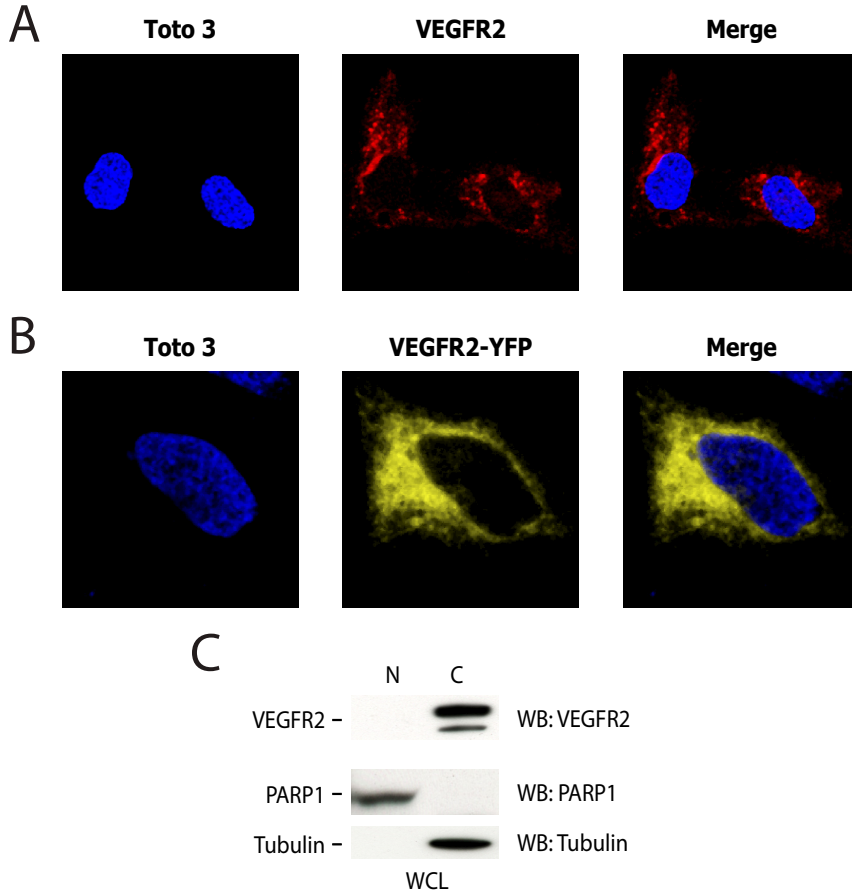 A
Toto 3 VEGFR2 Merge
B
Toto 3 VEGFR2-YFP Merge
C
N C
VEGFR2 – WB: VEGFR2
PARP1 – WB: PARP1
Tubulin – WB: Tubulin
WCL